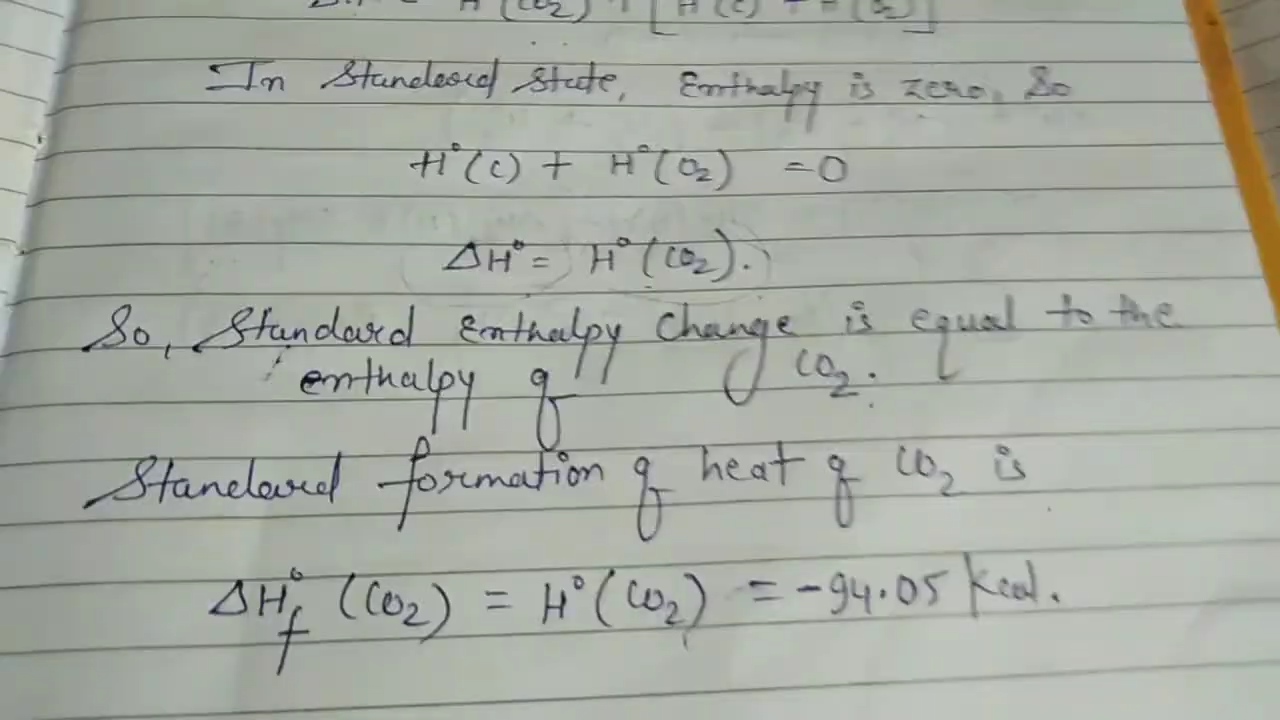 H(CO2) [H(C)
In Standard State, Enthalpy is zero, So
H°(C) + H°(O2) = 0
ΔH° = H°(CO2).
So, Standard Enthalpy Change is equal to the
enthalpy of CO2.
Standard formation of heat of CO2 is
ΔH°f (CO2) = H°(CO2) = -94.05 Kcal.